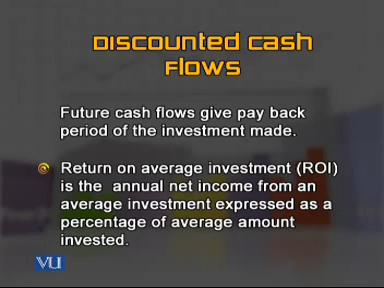 Discounted Cash
Flows
Future cash flows give pay back
period of the investment made.
Return on average investment (ROI)
is the annual net income from an
average investment expressed as a
percentage of average amount
invested.
VU